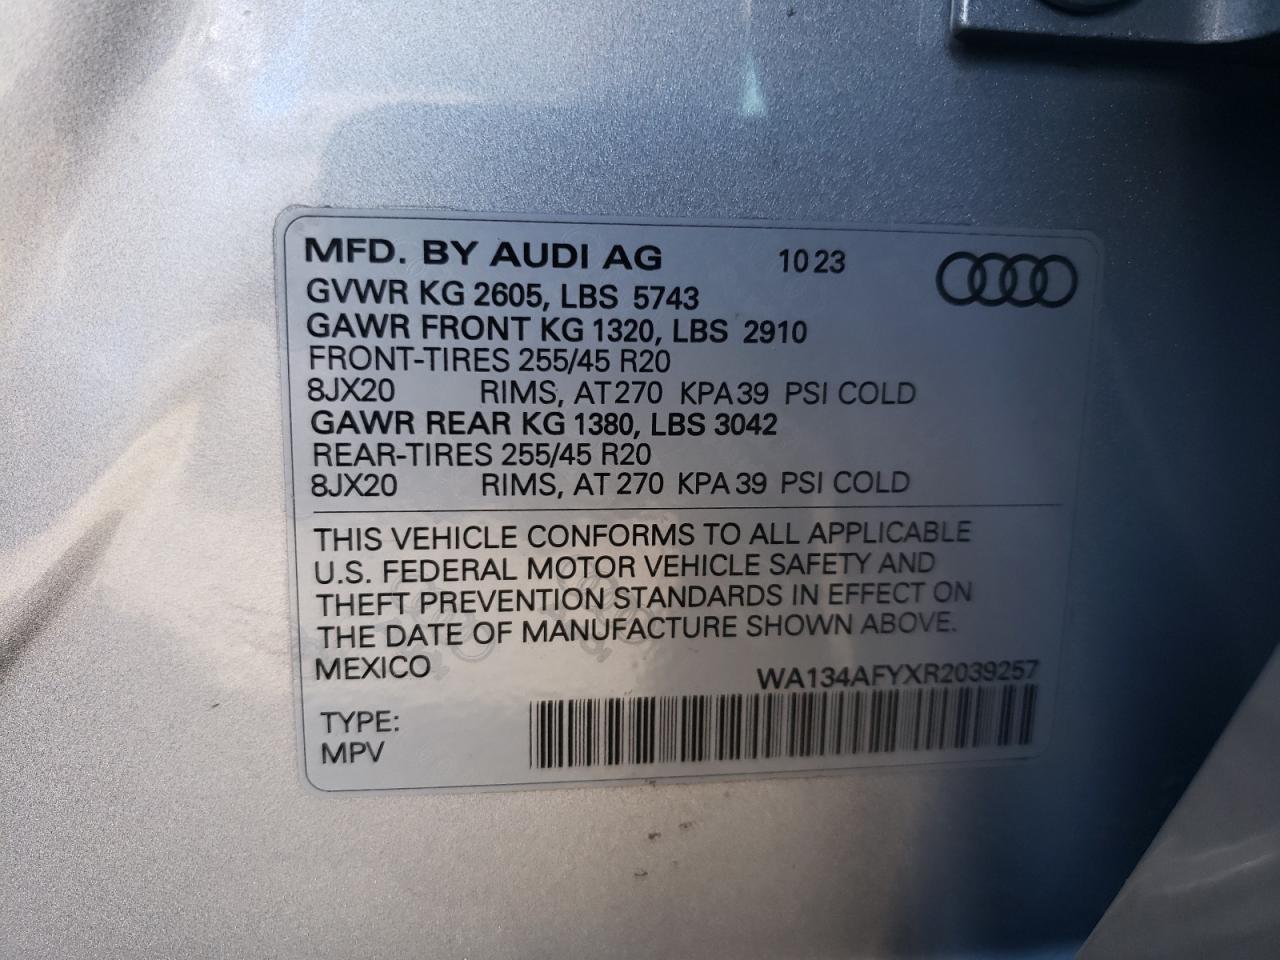 MFD. BY AUDI AG 10 23
GVWR KG 2605, LBS 5743
GAWR FRONT KG 1320, LBS 2910
FRONT-TIRES 255/45 R20
8JX20 RIMS, AT 270 KPA 39 PSI COLD
GAWR REAR KG 1380, LBS 3042
REAR-TIRES 255/45 R20
8JX20 RIMS, AT 270 KPA 39 PSI COLD
THIS VEHICLE CONFORMS TO ALL APPLICABLE
U.S. FEDERAL MOTOR VEHICLE SAFETY AND
THEFT PREVENTION STANDARDS IN EFFECT ON
THE DATE OF MANUFACTURE SHOWN ABOVE.
MEXICO
WA134AFYXR2039257
TYPE:
MPV